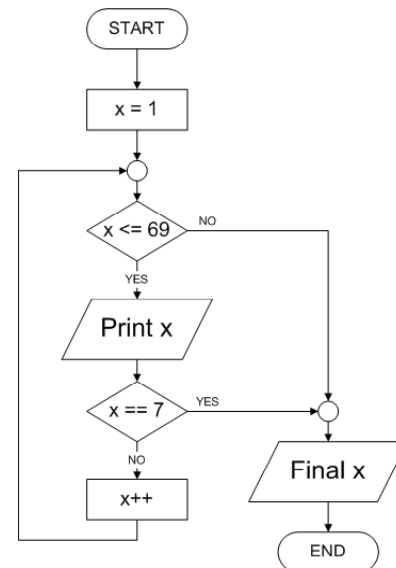 START
x = 1
x <= 69
NO
YES
Print x
x == 7
YES
NO
x++
Final x
END